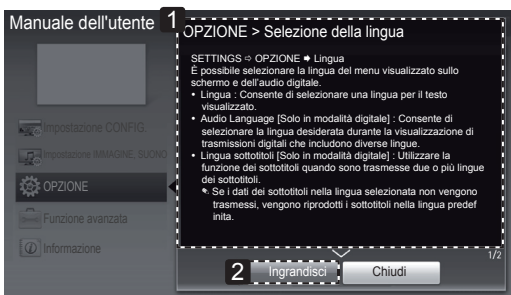 Manuale dell'utente
1
OPZIONE > Selezione della lingua
SETTINGS ⇨ OPZIONE ➧ Lingua
È possibile selezionare la lingua del menu visualizzato sullo
schermo e dell'audio digitale.
• Lingua : Consente di selezionare una lingua per il testo
visualizzato.
• Audio Language [Solo in modalità digitale] : Consente di
selezionare la lingua desiderata durante la visualizzazione di
trasmissioni digitali che includono diverse lingue.
• Lingua sottotitoli [Solo in modalità digitale] : Utilizzare la
funzione dei sottotitoli quando sono trasmesse due o più lingue
dei sottotitoli.
Se i dati dei sottotitoli nella lingua selezionata non vengono
trasmessi, vengono riprodotti i sottotitoli nella lingua predef
inita.
Impostazione CONFIG.
Impostazione IMMAGINE, SUONO
OPZIONE
Funzione avanzata
Informazione
1/2
2
Ingrandisci
Chiudi